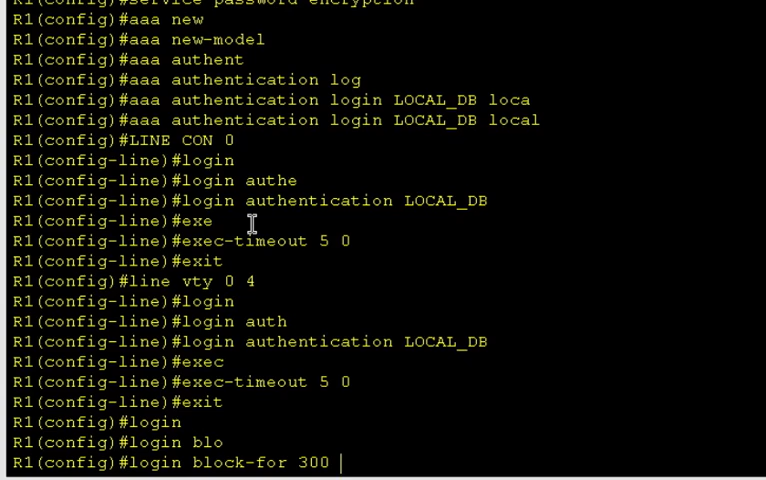 R1(config)#service password encryption
R1(config)#aaa new
R1(config)#aaa new-model
R1(config)#aaa authent
R1(config)#aaa authentication log
R1(config)#aaa authentication login LOCAL_DB loca
R1(config)#aaa authentication login LOCAL_DB local
R1(config)#LINE CON 0
R1(config-line)#login
R1(config-line)#login authe
R1(config-line)#login authentication LOCAL_DB
R1(config-line)#exe
R1(config-line)#exec-timeout 5 0
R1(config-line)#exit
R1(config)#line vty 0 4
R1(config-line)#login
R1(config-line)#login auth
R1(config-line)#login authentication LOCAL_DB
R1(config-line)#exec
R1(config-line)#exec-timeout 5 0
R1(config-line)#exit
R1(config)#login
R1(config)#login blo
R1(config)#login block-for 300